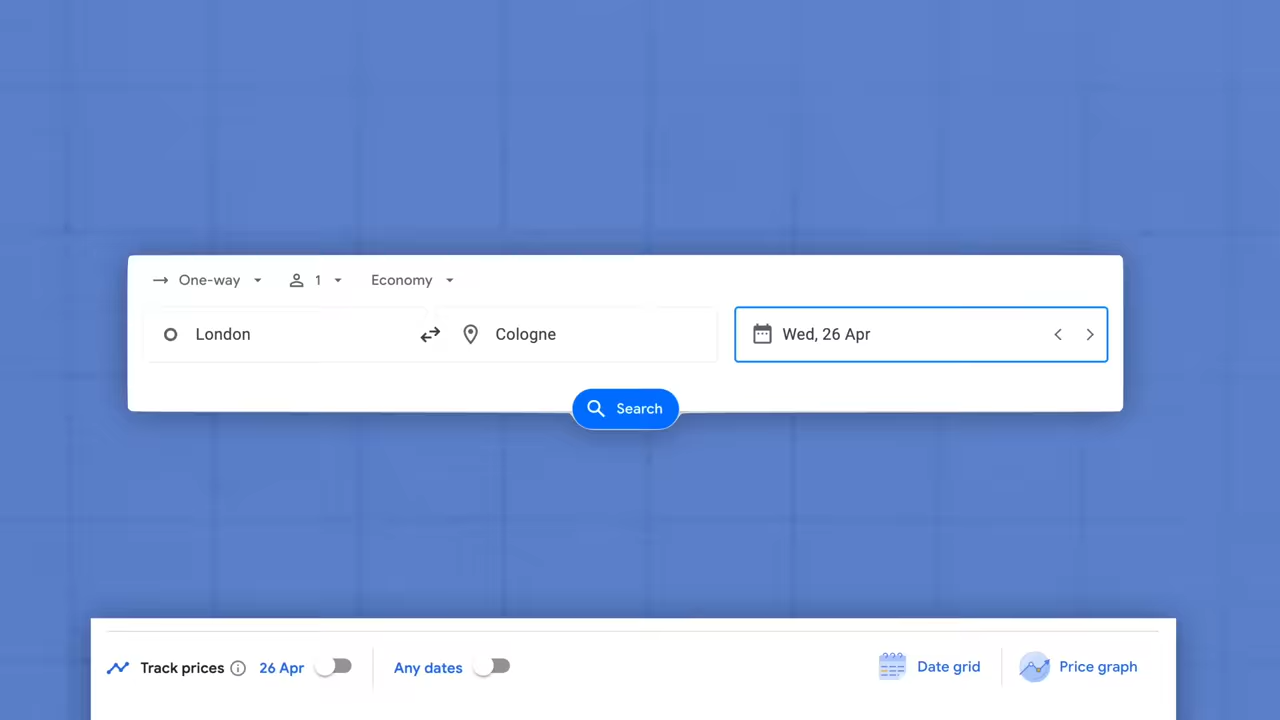 One-way 1 Economy
London Cologne Wed, 26 Apr
Search
Track prices 26 Apr Any dates Date grid Price graph